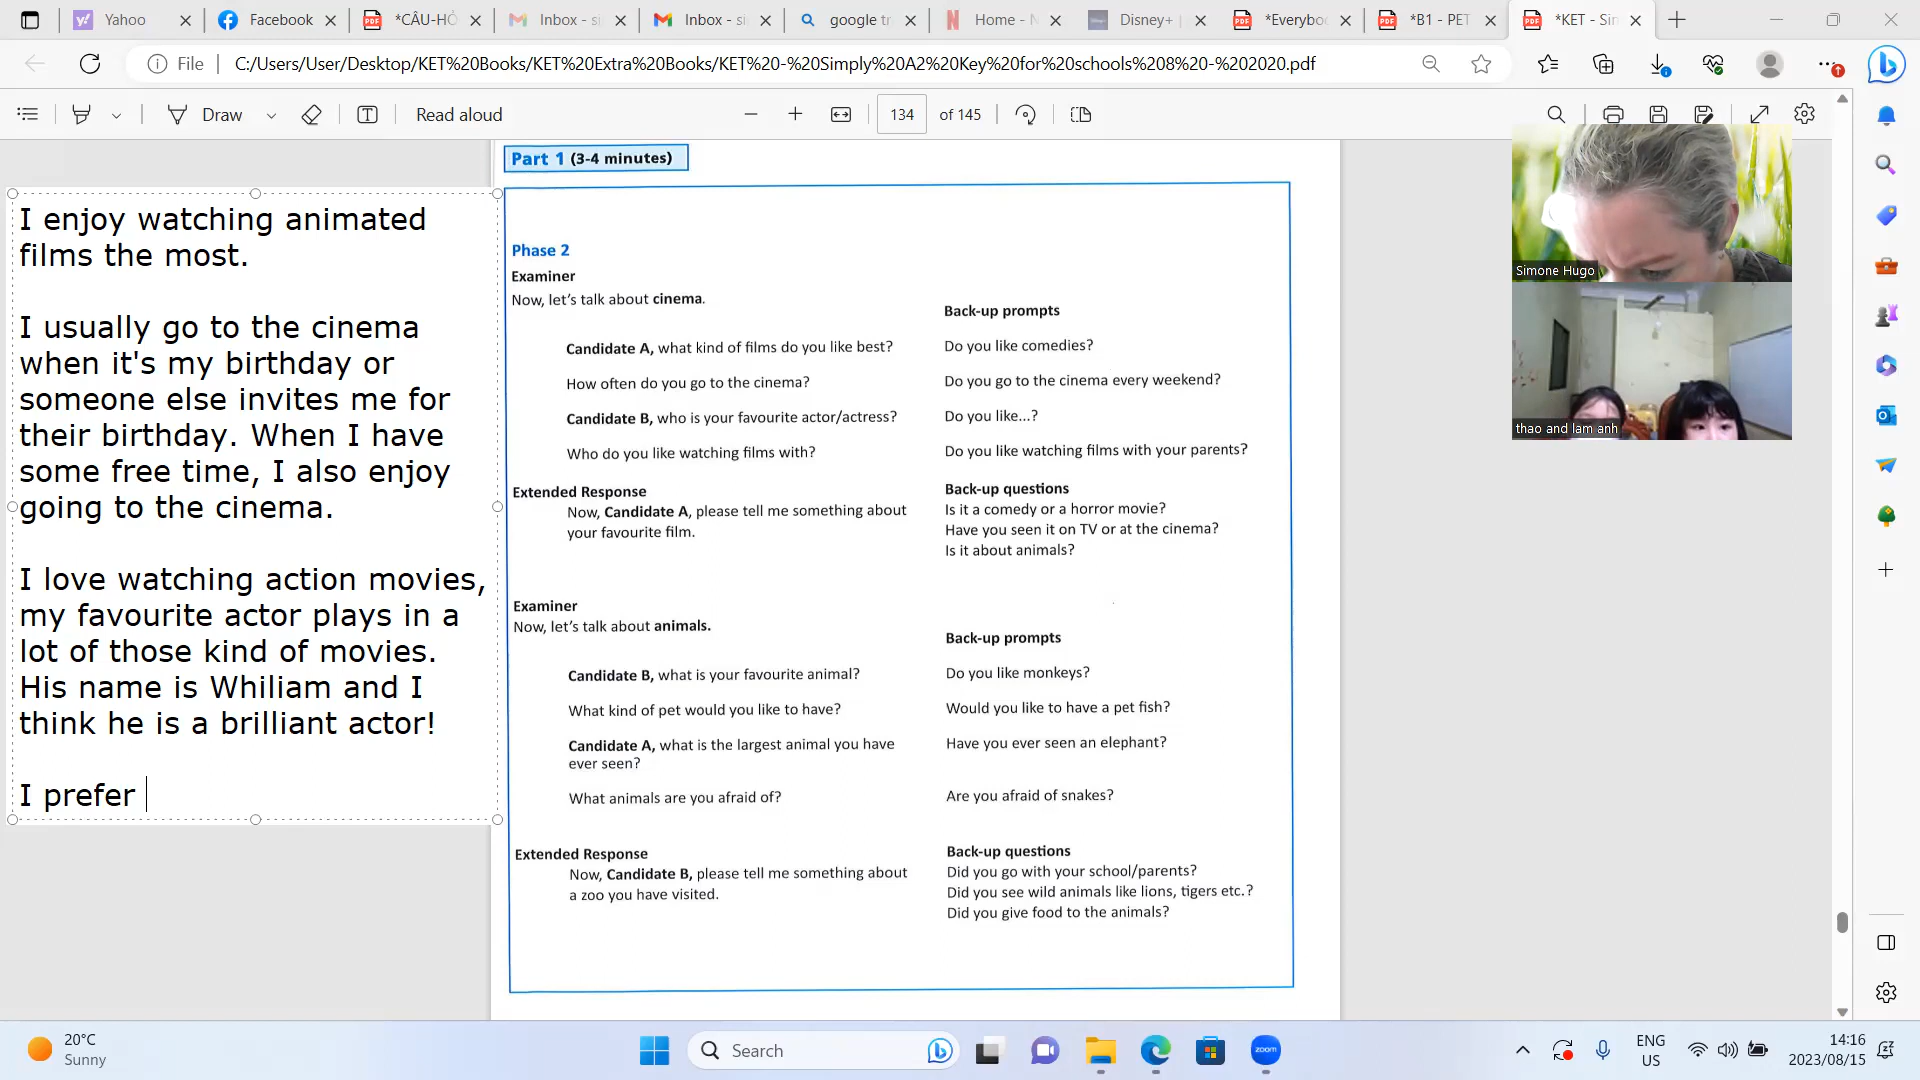 Yahoo
Facebook
*CÂU-HỎ
Inbox - si
Inbox - si
google tr
Home - N
Disney+ |
*Everybo
*B1 - PET
*KET - Sin
File
C:/Users/User/Desktop/KET%20Books/KET%20Extra%20Books/KET%20-%20Simply%20A2%20Key%20for%20schools%208%20-%202020.pdf
Draw
Read aloud
134
of 145
Part 1 (3-4 minutes)
I enjoy watching animated
films the most.
I usually go to the cinema
when it's my birthday or
someone else invites me for
their birthday. When I have
some free time, I also enjoy
going to the cinema.
I love watching action movies,
my favourite actor plays in a
lot of those kind of movies.
His name is Whiliam and I
think he is a brilliant actor!
I prefer
Phase 2
Examiner
Now, let's talk about cinema.
Back-up prompts
Candidate A, what kind of films do you like best?
Do you like comedies?
How often do you go to the cinema?
Do you go to the cinema every weekend?
Candidate B, who is your favourite actor/actress?
Do you like...?
Who do you like watching films with?
Do you like watching films with your parents?
Extended Response
Now, Candidate A, please tell me something about
your favourite film.
Back-up questions
Is it a comedy or a horror movie?
Have you seen it on TV or at the cinema?
Is it about animals?
Examiner
Now, let's talk about animals.
Back-up prompts
Candidate B, what is your favourite animal?
Do you like monkeys?
What kind of pet would you like to have?
Would you like to have a pet fish?
Candidate A, what is the largest animal you have
ever seen?
Have you ever seen an elephant?
What animals are you afraid of?
Are you afraid of snakes?
Extended Response
Now, Candidate B, please tell me something about
a zoo you have visited.
Back-up questions
Did you go with your school/parents?
Did you see wild animals like lions, tigers etc.?
Did you give food to the animals?
Simone Hugo
thao and lam anh
20°C
Sunny
Search
zoom
ENG
US
14:16
2023/08/15